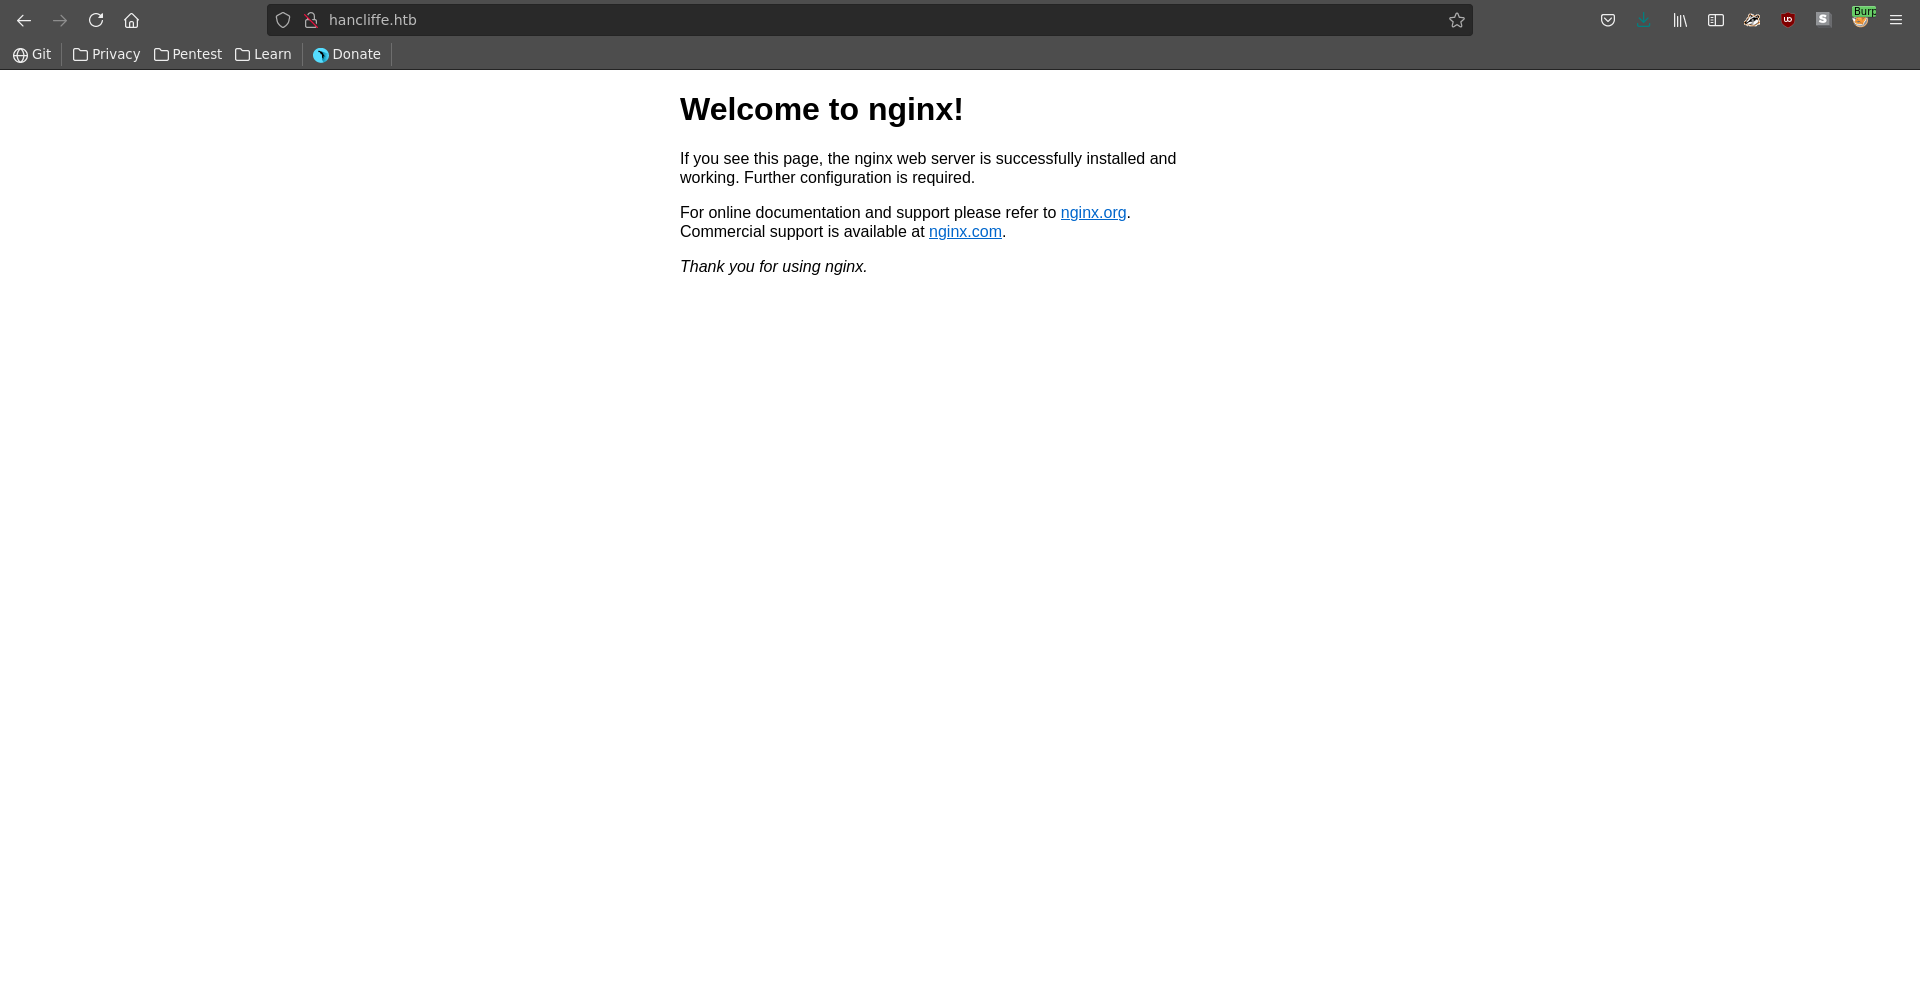 hancliffe.htb
Burp
Git Privacy Pentest Learn Donate
Welcome to nginx!
If you see this page, the nginx web server is successfully installed and
working. Further configuration is required.
For online documentation and support please refer to nginx.org.
Commercial support is available at nginx.com.
Thank you for using nginx.